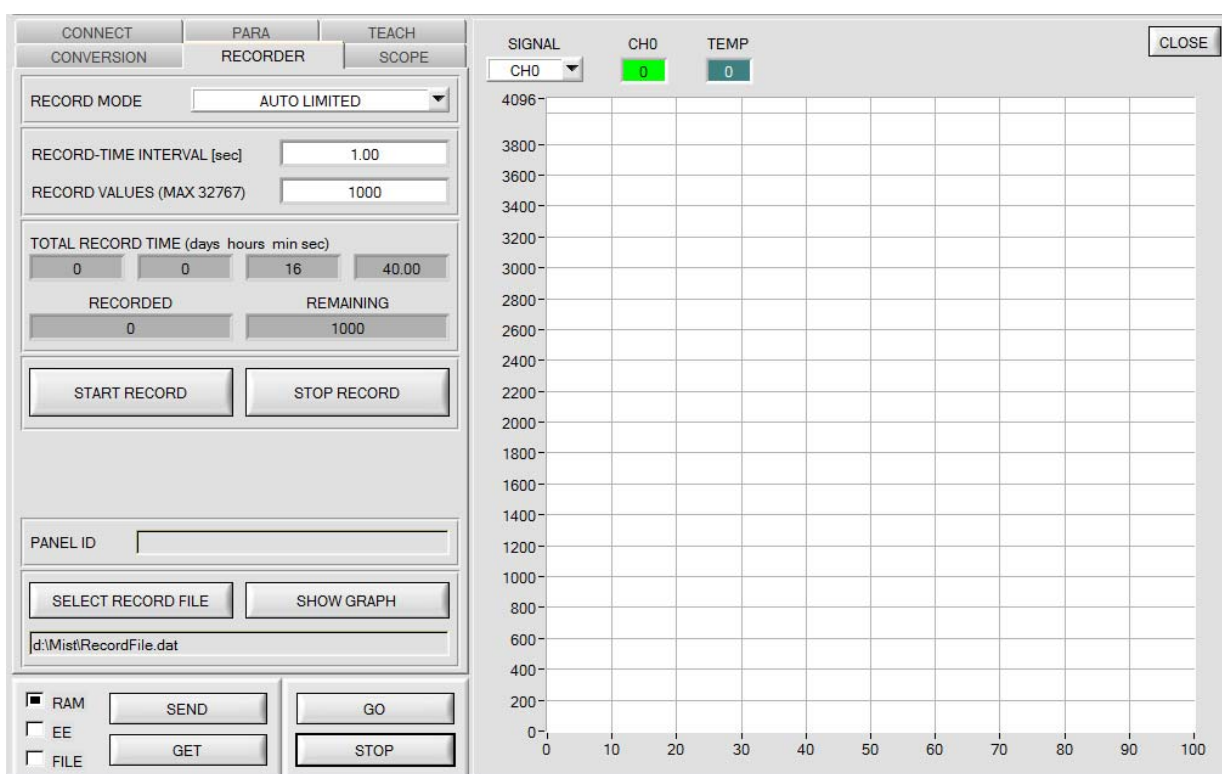 CONNECT PARA TEACH
CONVERSION RECORDER SCOPE
RECORD MODE AUTO LIMITED
RECORD-TIME INTERVAL [sec] 1.00
RECORD VALUES (MAX 32767) 1000
TOTAL RECORD TIME (days hours min sec)
0 0 16 40.00
RECORDED REMAINING
0 1000
START RECORD STOP RECORD
PANEL ID
SELECT RECORD FILE SHOW GRAPH
d:\Mist\RecordFile.dat
RAM SEND GO
EE
GET STOP
FILE
SIGNAL CH0 TEMP CLOSE
CH0 0 0
4096
3800
3600
3400
3200
3000
2800
2600
2400
2200
2000
1800
1600
1400
1200
1000
800
600
400
200
0
0 10 20 30 40 50 60 70 80 90 100